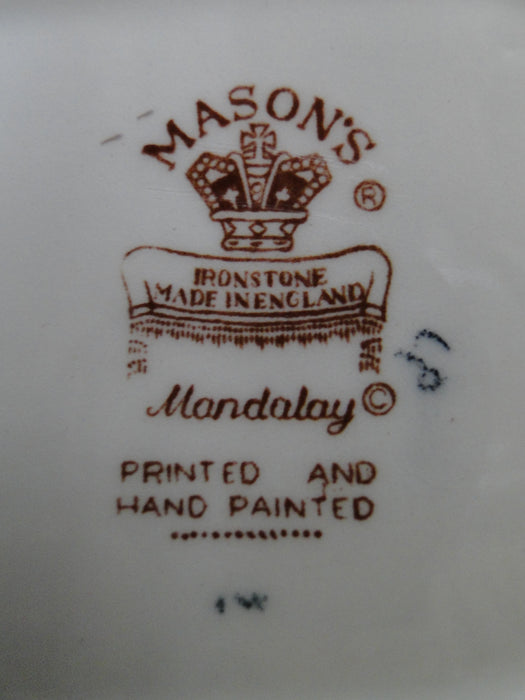 MASON'S
®
IRONSTONE
MADE IN ENGLAND
Mandalay ©
PRINTED AND
HAND PAINTED